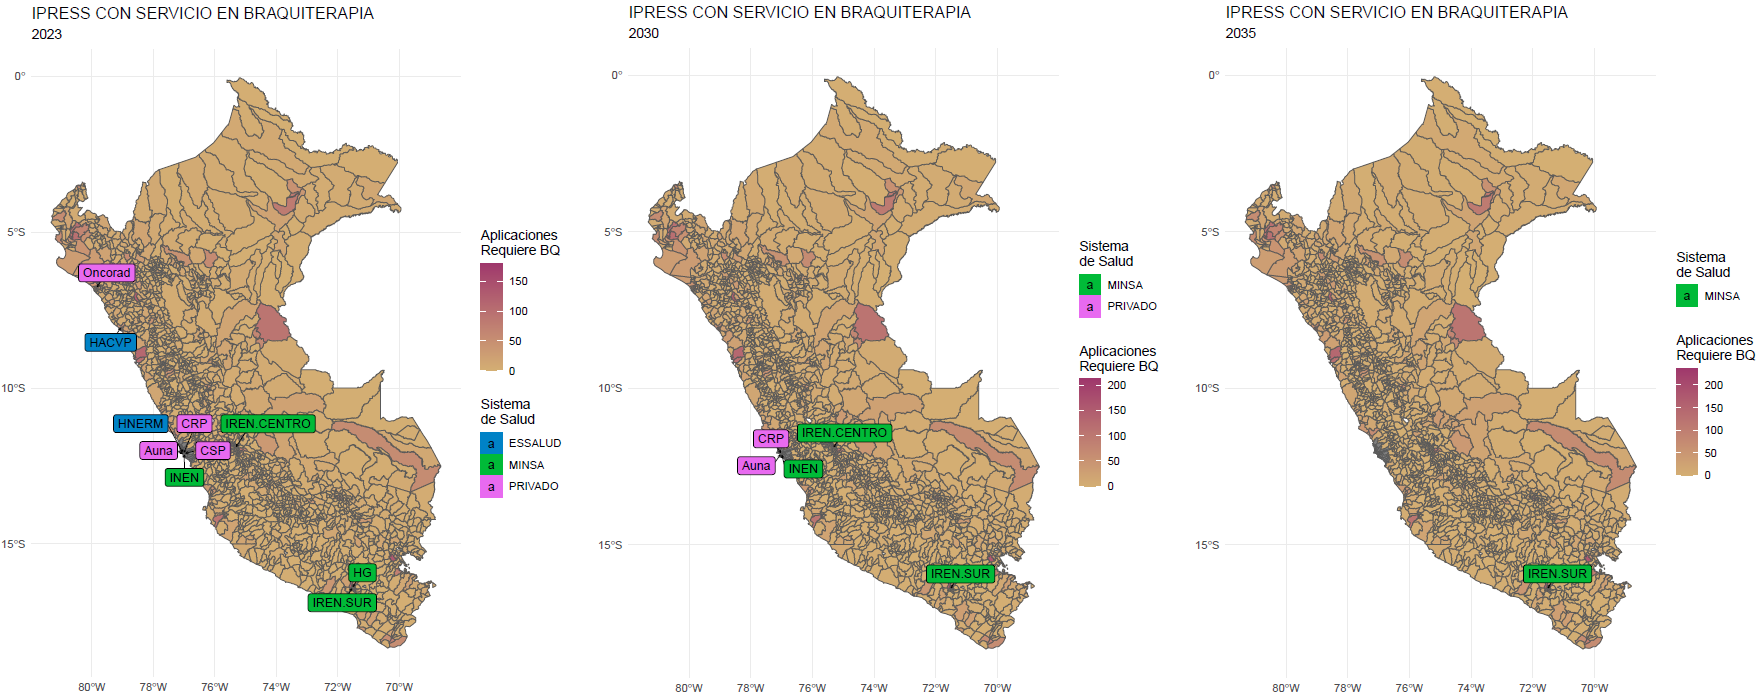 IPRESS CON SERVICIO EN BRAQUITERAPIA
2023
0°
5°S
10°S
15°S
80°W
78°W
76°W
74°W
72°W
70°W
Oncorad
HACVP
HNERM
CRP
IREN.CENTRO
Auna
CSP
INEN
HG
IREN.SUR
Aplicaciones
Requiere BQ
150
100
50
0
Sistema
de Salud
a ESSALUD
a MINSA
a PRIVADO
IPRESS CON SERVICIO EN BRAQUITERAPIA
2030
0°
5°S
10°S
15°S
80°W
78°W
76°W
74°W
72°W
70°W
CRP
IREN.CENTRO
Auna
INEN
IREN.SUR
Sistema
de Salud
a MINSA
a PRIVADO
Aplicaciones
Requiere BQ
200
150
100
50
0
IPRESS CON SERVICIO EN BRAQUITERAPIA
2035
0°
5°S
10°S
15°S
80°W
78°W
76°W
74°W
72°W
70°W
IREN.SUR
Sistema
de Salud
a MINSA
Aplicaciones
Requiere BQ
200
150
100
50
0